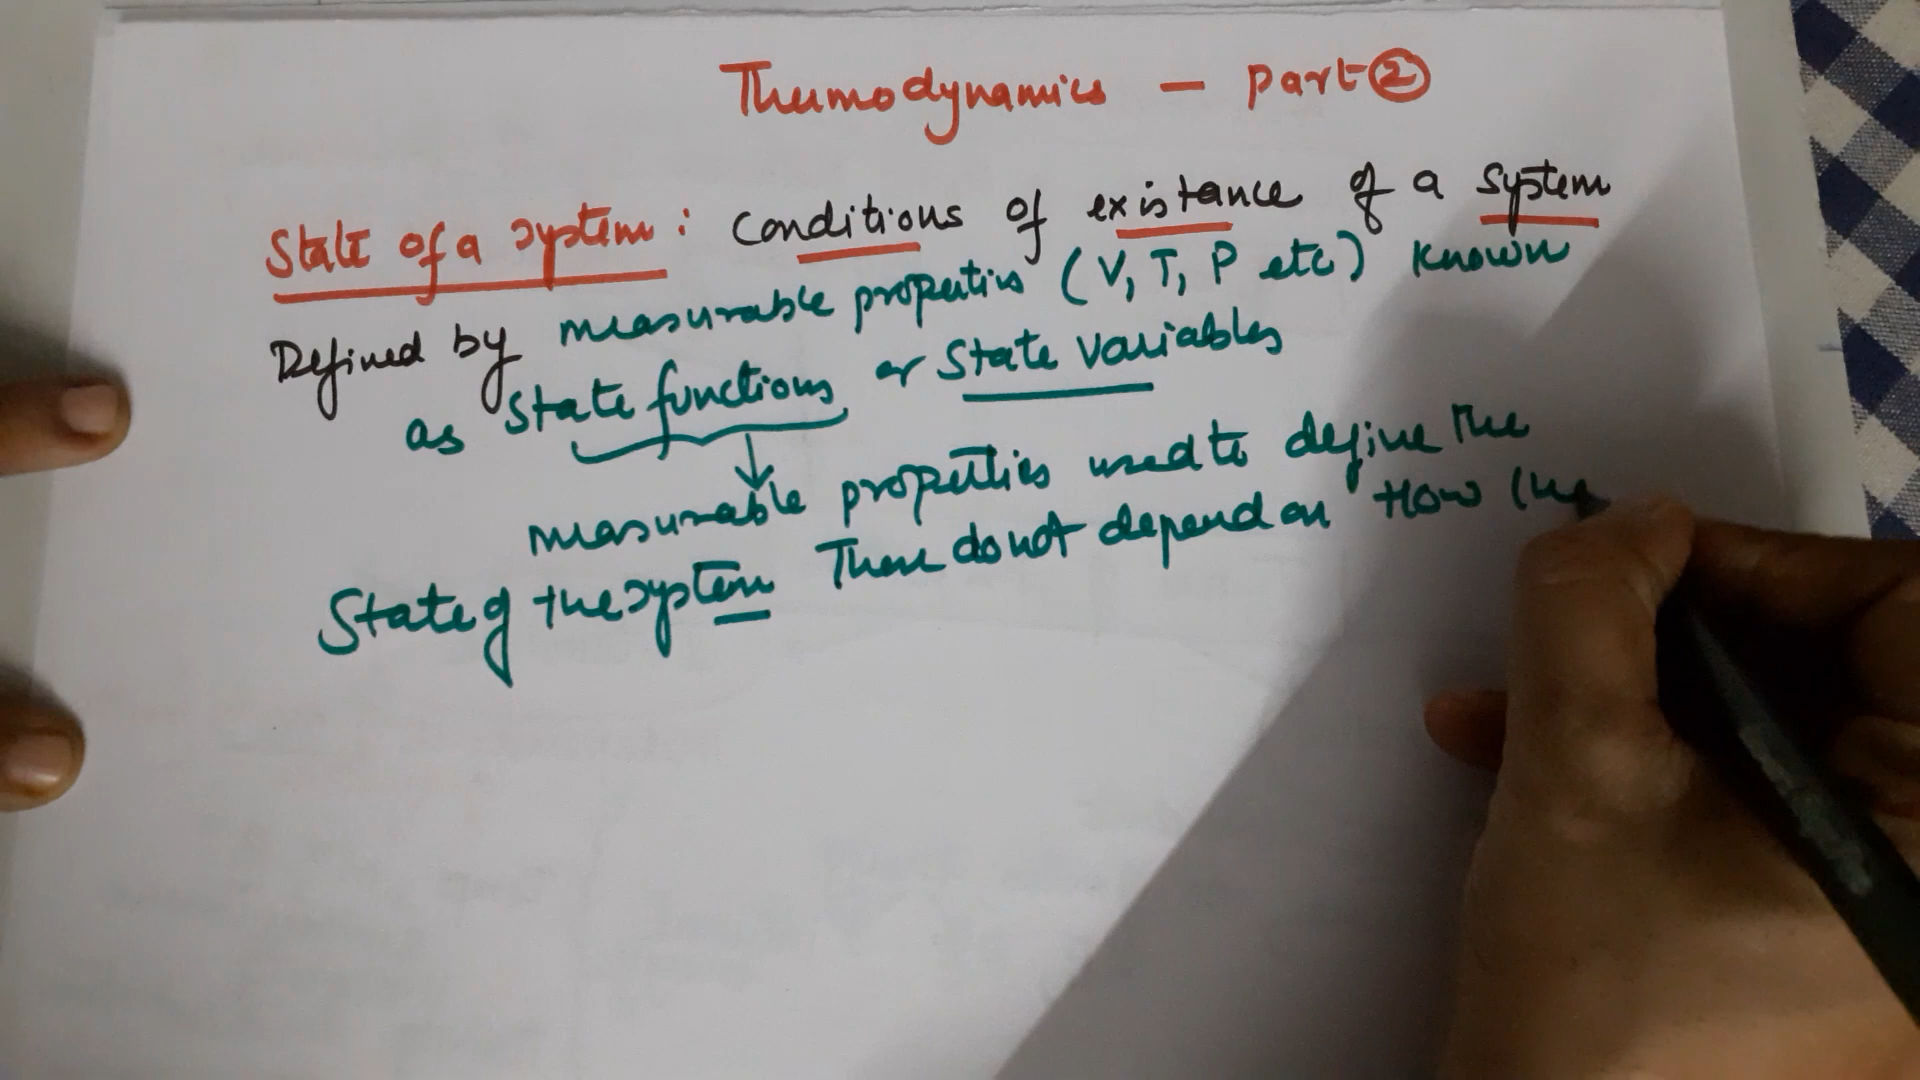 Thermodynamics - Part ②
State of a system : Conditions of existance of a system
Defined by measurable properties (V, T, P etc) known
as State functions or State variables
measurable properties used to define the
State of the system These do not depend on How the